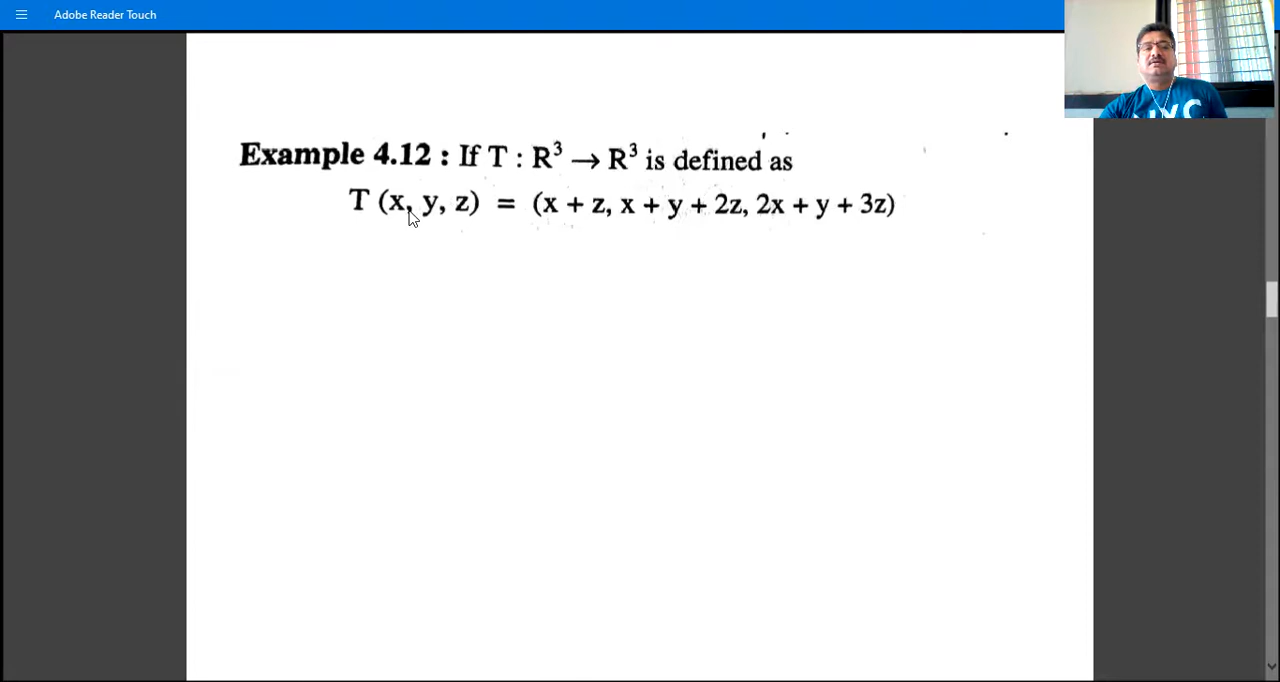 Adobe Reader Touch
Example 4.12 : If T : R³ → R³ is defined as
T (x, y, z) = (x + z, x + y + 2z, 2x + y + 3z)